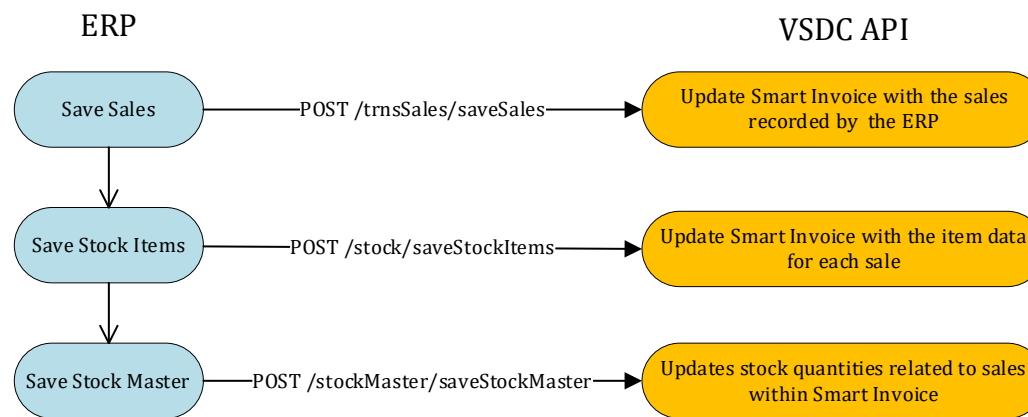 ERP
VSDC API
Save Sales
POST /trnsSales/saveSales
Update Smart Invoice with the sales
recorded by the ERP
Save Stock Items
POST /stock/saveStockItems
Update Smart Invoice with the item data
for each sale
Save Stock Master
POST /stockMaster/saveStockMaster
Updates stock quantities related to sales
within Smart Invoice